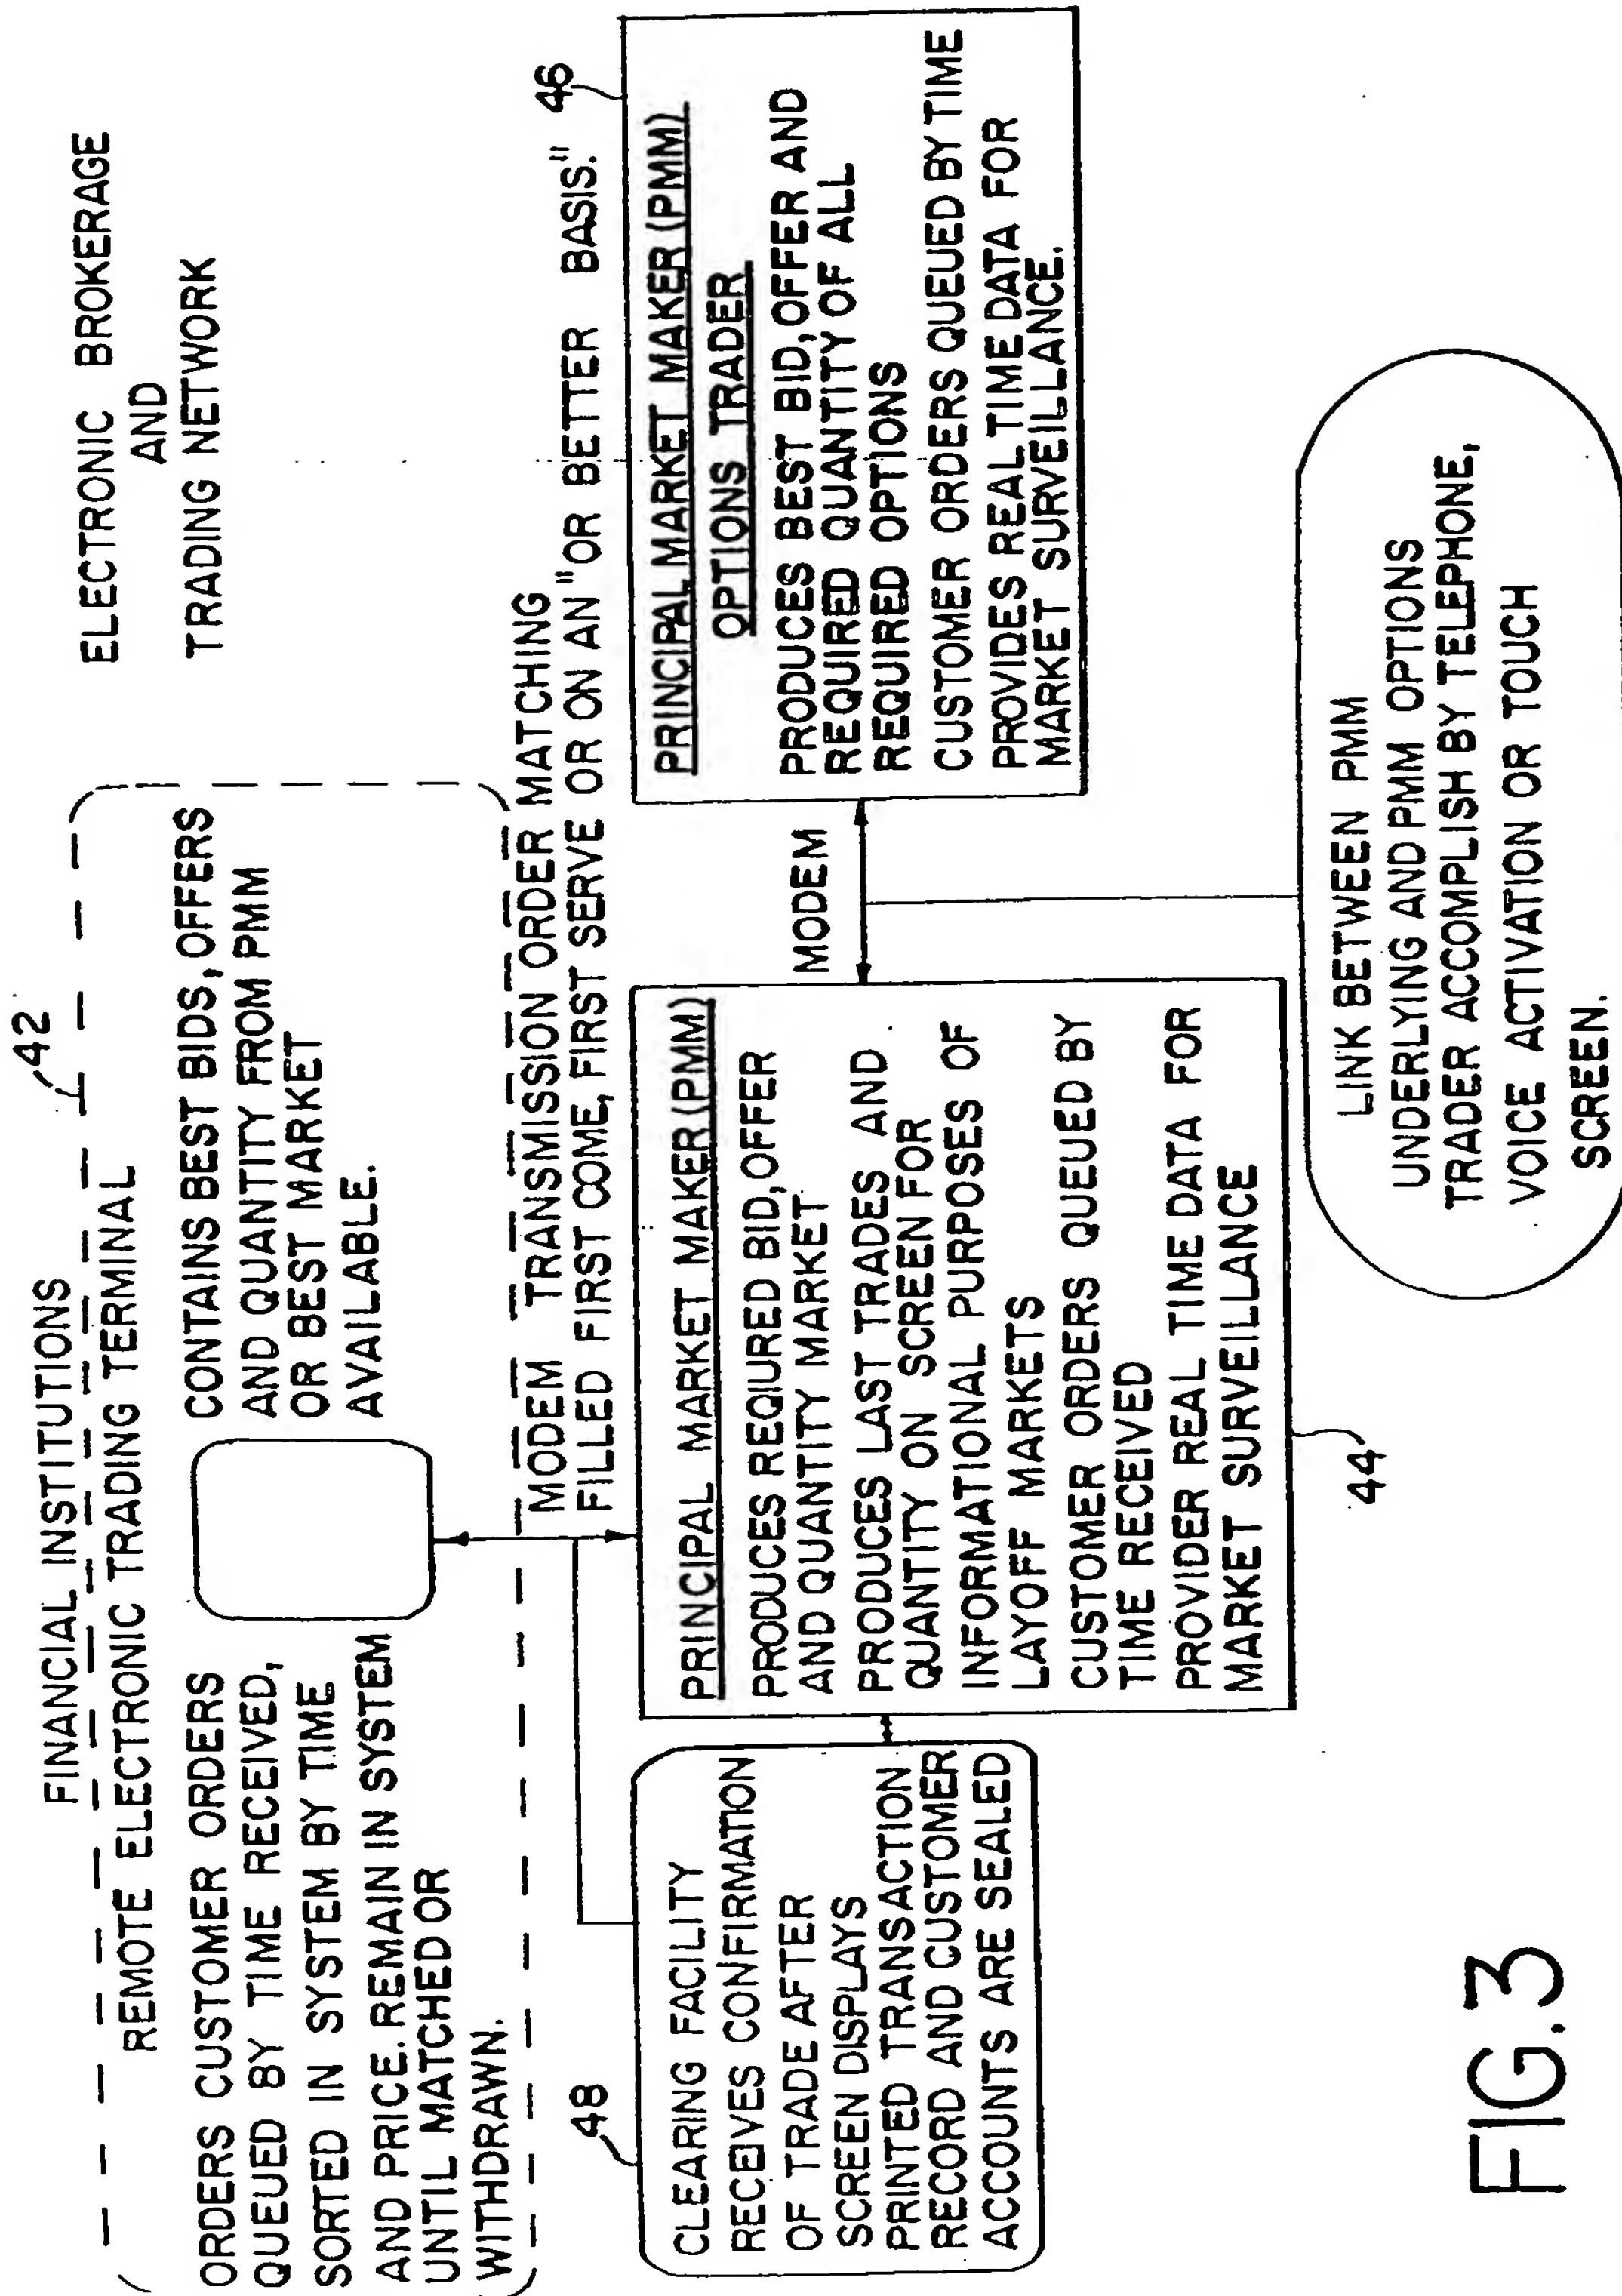 ELECTRONIC BROKERAGE
AND
TRADING NETWORK
FINANCIAL INSTITUTIONS
42
REMOTE ELECTRONIC TRADING TERMINAL
ORDERS CUSTOMER ORDERS
QUEUED BY TIME RECEIVED,
SORTED IN SYSTEM BY TIME
AND PRICE. REMAIN IN SYSTEM
UNTIL MATCHED OR
WITHDRAWN.
CONTAINS BEST BIDS, OFFERS
AND QUANTITY FROM PMM
OR BEST MARKET
AVAILABLE.
MODEM TRANSMISSION ORDER MATCHING
FILLED FIRST COME, FIRST SERVE OR ON AN "OR BETTER BASIS."
48
CLEARING FACILITY
RECEIVES CONFIRMATION
OF TRADE AFTER
SCREEN DISPLAYS
PRINTED TRANSACTION
RECORD AND CUSTOMER
ACCOUNTS ARE SEALED
PRINCIPAL MARKET MAKER (PMM)
PRODUCES REQIURED BID, OFFER
AND QUANTITY MARKET
PRODUCES LAST TRADES AND
QUANTITY ON SCREEN FOR
INFORMATIONAL PURPOSES OF
LAYOFF MARKETS
CUSTOMER ORDERS QUEUED BY
TIME RECEIVED
PROVIDER REAL TIME DATA FOR
MARKET SURVEILLANCE
44
MODEM
46
PRINCIPAL MARKET MAKER (PMM)
OPTIONS TRADER
PRODUCES BEST BID, OFFER AND
REQUIRED QUANTITY OF ALL
REQUIRED OPTIONS
CUSTOMER ORDERS QUEUED BY TIME
PROVIDES REAL TIME DATA FOR
MARKET SURVEILLANCE.
LINK BETWEEN PMM
UNDERLYING AND PMM OPTIONS
TRADER ACCOMPLISH BY TELEPHONE,
VOICE ACTIVATION OR TOUCH
SCREEN.
FIG.3